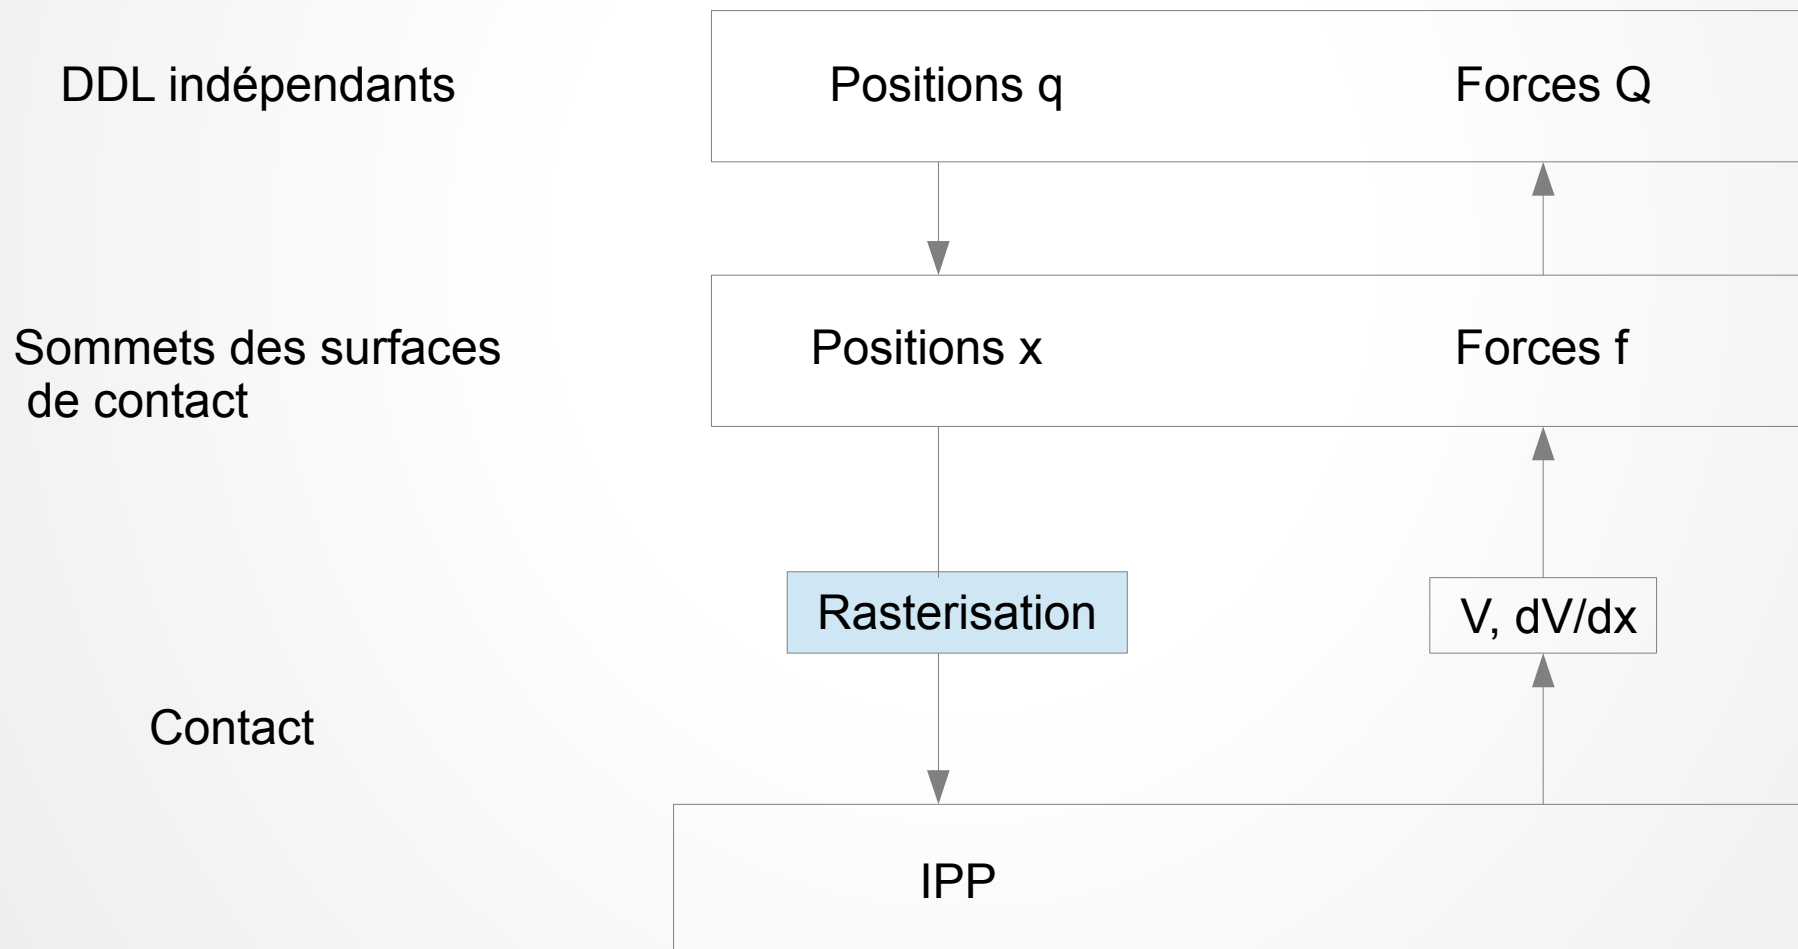 DDL indépendants
Positions q
Forces Q
Sommets des surfaces
de contact
Positions x
Forces f
Rasterisation
V, dV/dx
Contact
IPP